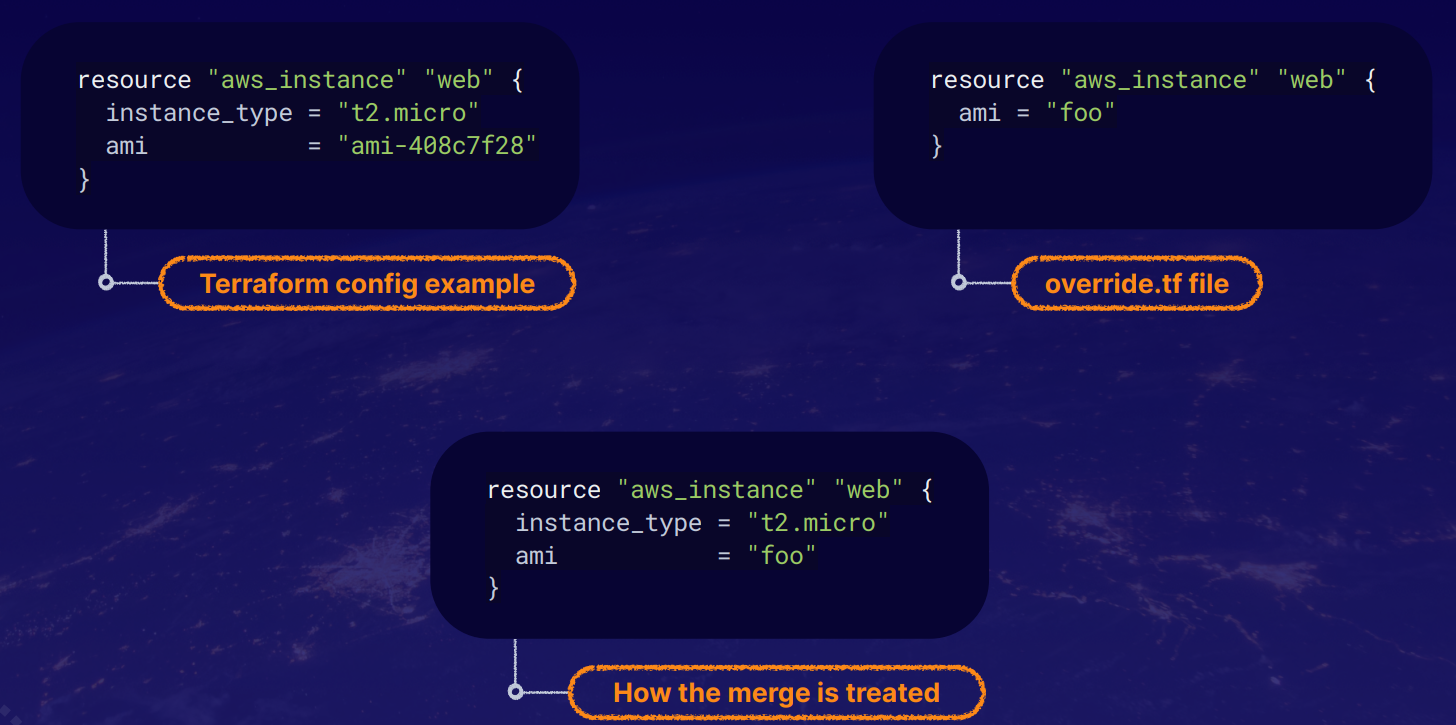 resource "aws_instance" "web" {
  instance_type = "t2.micro"
  ami           = "ami-408c7f28"
}
Terraform config example
resource "aws_instance" "web" {
  ami = "foo"
}
override.tf file
resource "aws_instance" "web" {
  instance_type = "t2.micro"
  ami           = "foo"
}
How the merge is treated